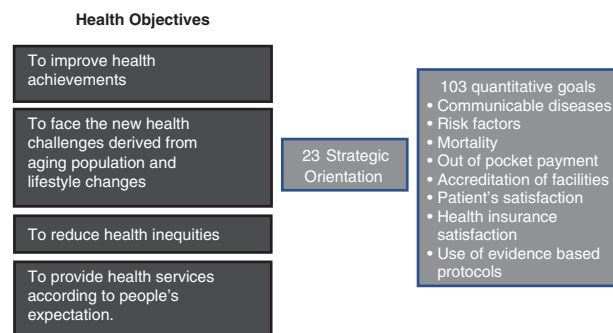 Health Objectives
To improve health
achievements
To face the new health
challenges derived from
aging population and
lifestyle changes
To reduce health inequities
To provide health services
according to people's
expectation.
23 Strategic
Orientation
103 quantitative goals
• Communicable diseases
• Risk factors
• Mortality
• Out of pocket payment
• Accreditation of facilities
• Patient's satisfaction
• Health insurance
satisfaction
• Use of evidence based
protocols